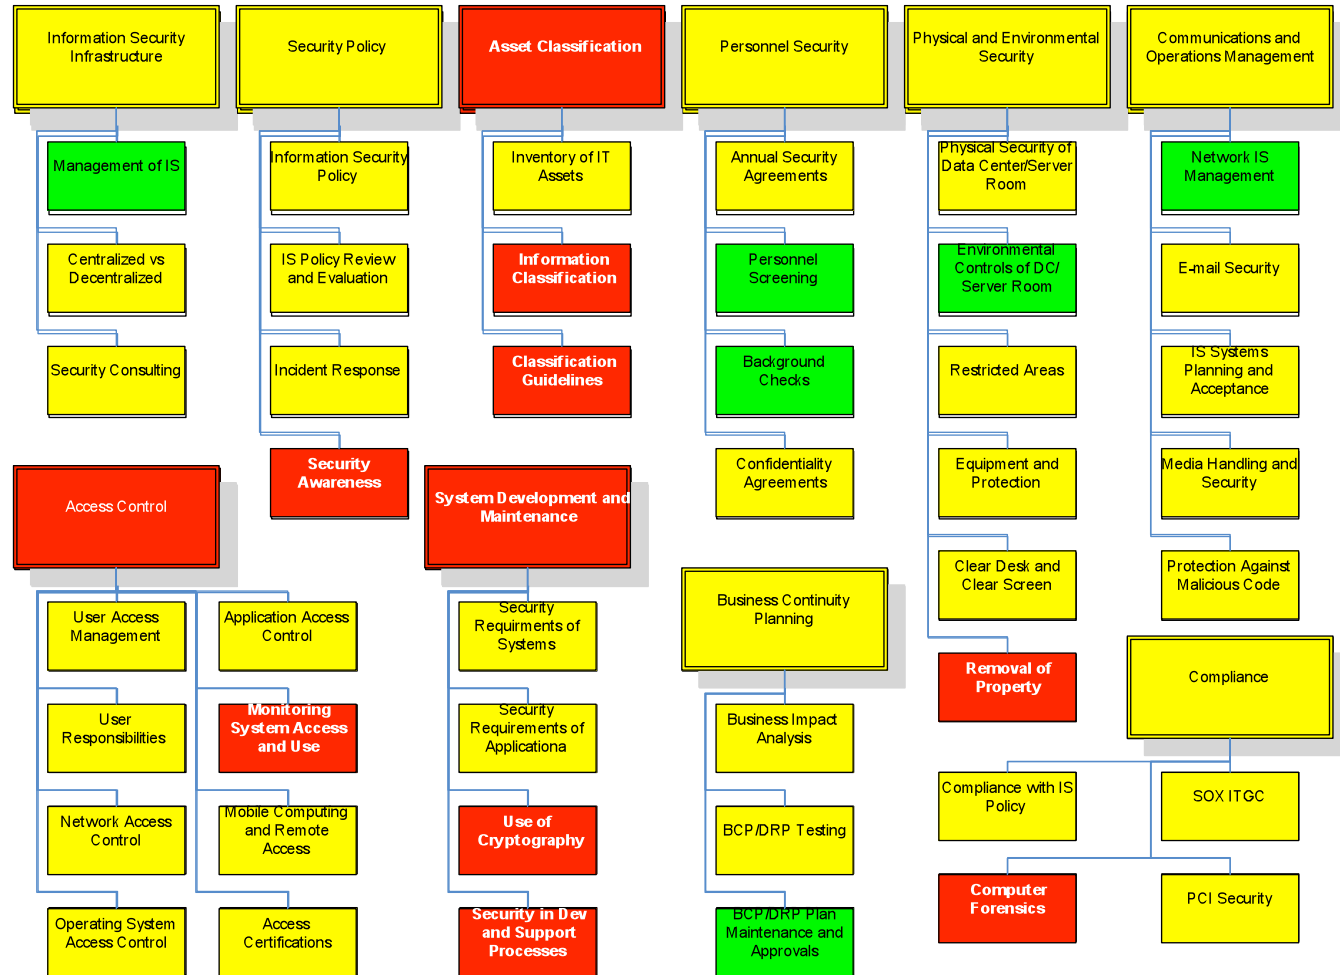 Information Security
Infrastructure
Management of IS
Centralized vs
Decentralized
Security Consulting
Security Policy
Information Security
Policy
IS Policy Review
and Evaluation
Incident Response
Security
Awareness
Asset Classification
Inventory of IT
Assets
Information
Classification
Classification
Guidelines
Personnel Security
Annual Security
Agreements
Personnel
Screening
Background
Checks
Confidentiality
Agreements
Physical and Environmental
Security
Physical Security of
Data Center/Server
Room
Environmental
Controls of DC/
Server Room
Restricted Areas
Equipment and
Protection
Clear Desk and
Clear Screen
Removal of
Property
Communications and
Operations Management
Network IS
Management
E-mail Security
IS Systems
Planning and
Acceptance
Media Handling and
Security
Protection Against
Malicious Code
Access Control
User Access
Management
User
Responsibilities
Network Access
Control
Operating System
Access Control
Application Access
Control
Monitoring
System Access
and Use
Mobile Computing
and Remote
Access
Access
Certifications
System Development and
Maintenance
Security
Requirments of
Systems
Security
Requirements of
Applicationa
Use of
Cryptography
Security in Dev
and Support
Processes
Business Continuity
Planning
Business Impact
Analysis
BCP/DRP Testing
BCP/DRP Plan
Maintenance and
Approvals
Compliance
Compliance with IS
Policy
SOX ITGC
Computer
Forensics
PCI Security